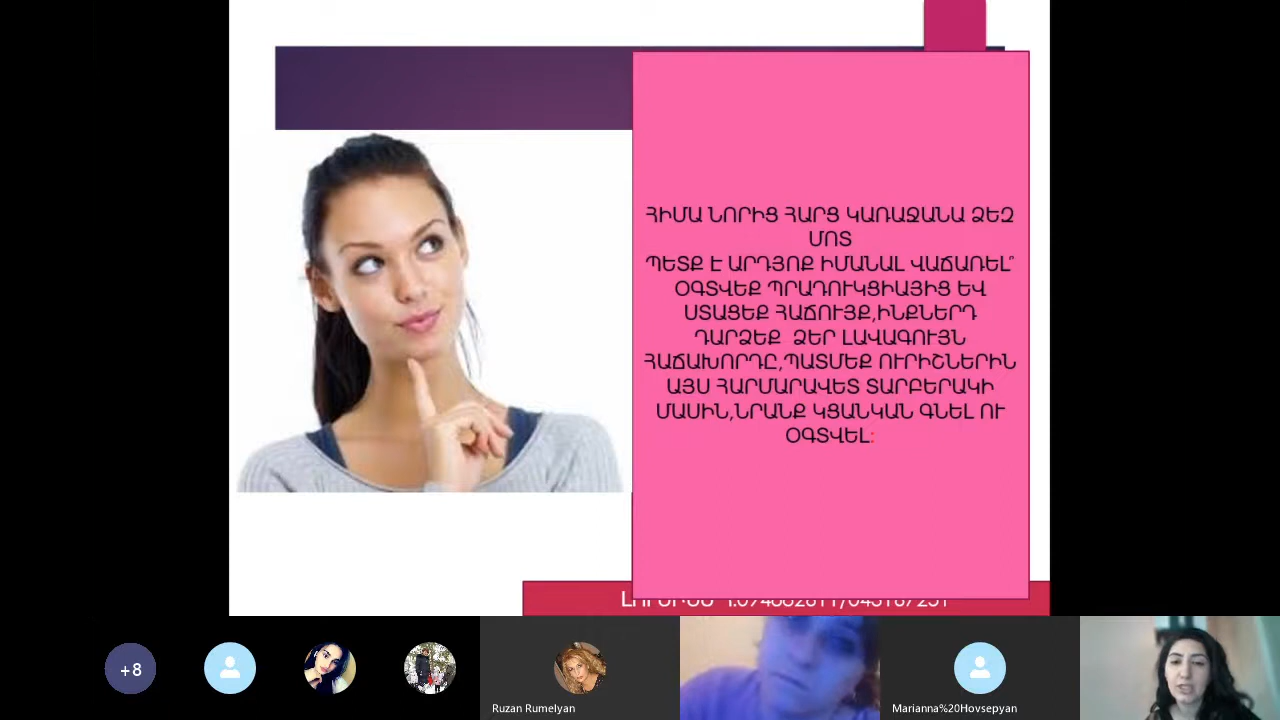 ՀԻՄԱ ՆՈՐԻՑ ՀԱՐՑ ԿԱՌԱՋԱՆԱ ՁԵԶ
ՄՈՏ
ՊԵՏՔ Է ԱՐԴՅՈՔ ԻՄԱՆԱԼ ՎԱՃԱՌԵԼ՞
ՕԳՏՎԵՔ ՊՐԱԴՈՒԿՑԻԱՅԻՑ ԵՎ
ՍՏԱՑԵՔ ՀԱՃՈՒՅՔ,ԻՆՔՆԵՐԴ
ԴԱՐՁԵՔ ՁԵՐ ԼԱՎԱԳՈՒՅՆ
ՀԱՃԱԽՈՐԴԸ,ՊԱՏՄԵՔ ՈՒՐԻՇՆԵՐԻՆ
ԱՅՍ ՀԱՐՄԱՐԱՎԵՏ ՏԱՐԲԵՐԱԿԻ
ՄԱՍԻՆ,ՆՐԱՆՔ ԿՑԱՆԿԱՆ ԳՆԵԼ ՈՒ
ՕԳՏՎԵԼ:
+8
Ruzan Rumelyan
Marianna%20Hovsepyan